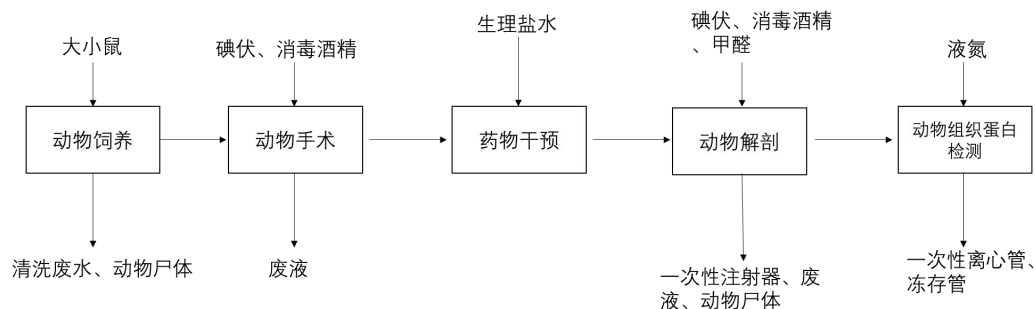 大小鼠
碘伏、消毒酒精
生理盐水
碘伏、消毒酒精
、甲醛
液氮
动物饲养
动物手术
药物干预
动物解剖
动物组织蛋白
检测
清洗废水、动物尸体
废液
一次性注射器、废
液、动物尸体
一次性离心管、
冻存管